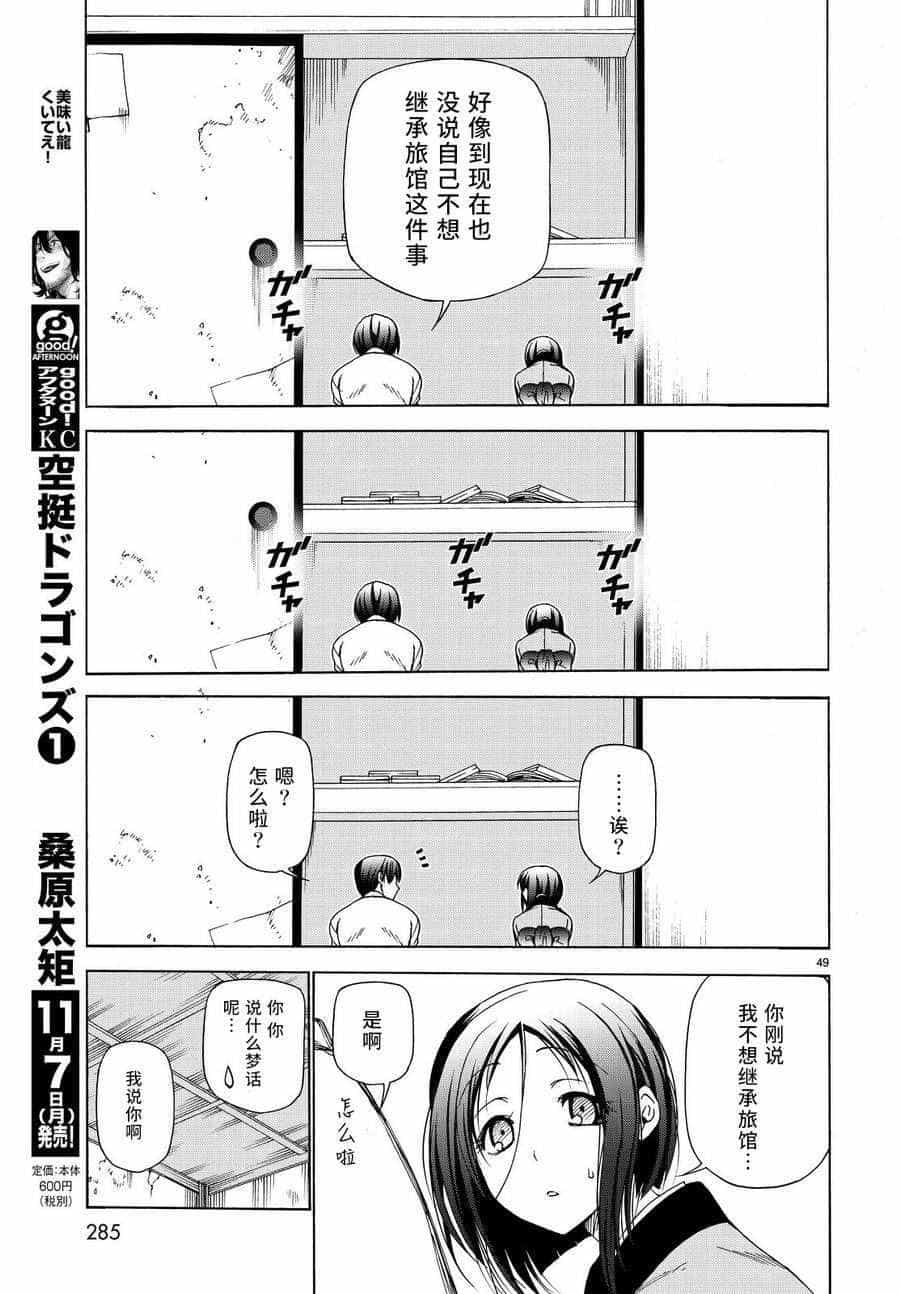 好像到现在也
没说自己不想
继承旅馆这件事
ガチャ
ガチャ
ガチャ
ガチャ
ガチャ
……诶？
嗯？
怎么啦？
49
你刚说
我不想继承旅馆…
是啊
怎么啦
你你
说什么梦话
呢…
我说你啊
285
美味い龍
くいてえ！
good!
AFTERNOON
good!
アフタヌーン
KC
空挺ドラゴンズ❶
桑原太矩
11月7日(月)発売！
定価：本体
600円
（税別）